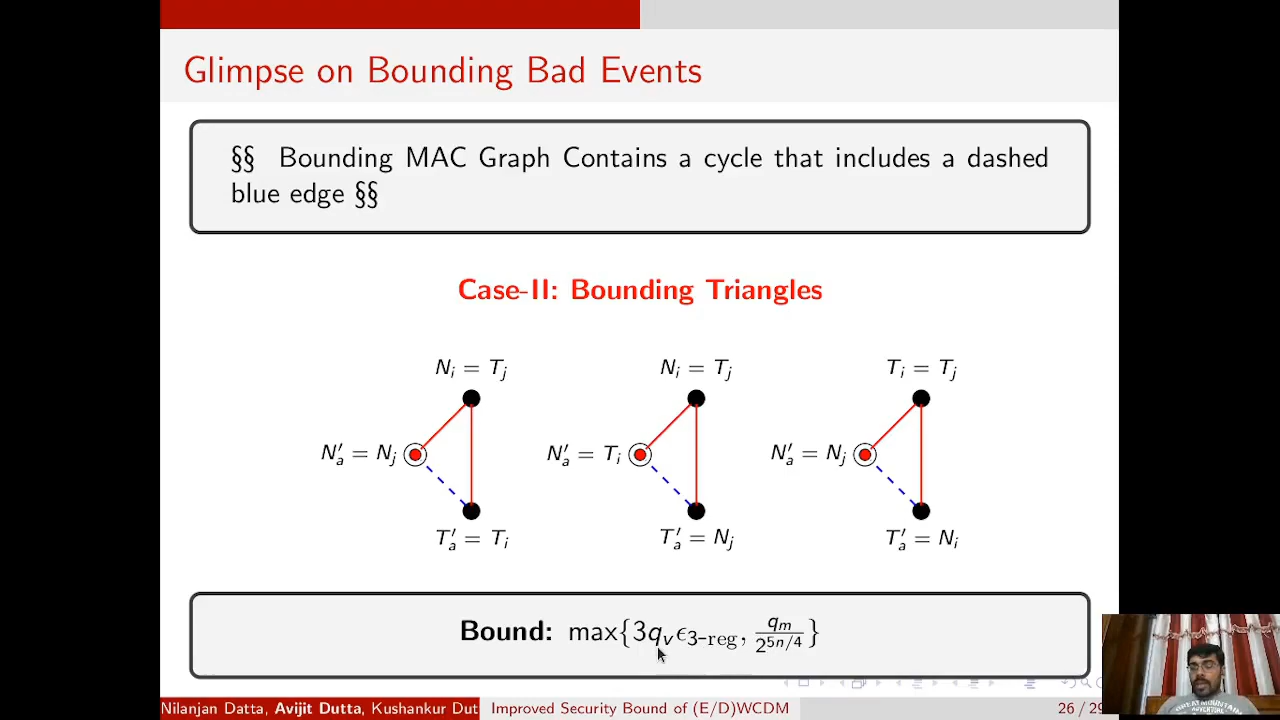 Glimpse on Bounding Bad Events
§§ Bounding MAC Graph Contains a cycle that includes a dashed
blue edge §§
Case-II: Bounding Triangles
N_i = T_j N_i = T_j T_i = T_j
N'_a = N_j N'_a = T_i N'_a = N_j
T'_a = T_i T'_a = N_j T'_a = N_i
Bound: max{3q_vϵ_{3-reg}, \frac{q_m}{2^{5n/4}}}
Nilanjan Datta, Avijit Dutta, Kushankur Dut Improved Security Bound of (E/D)WCDM 26 / 29